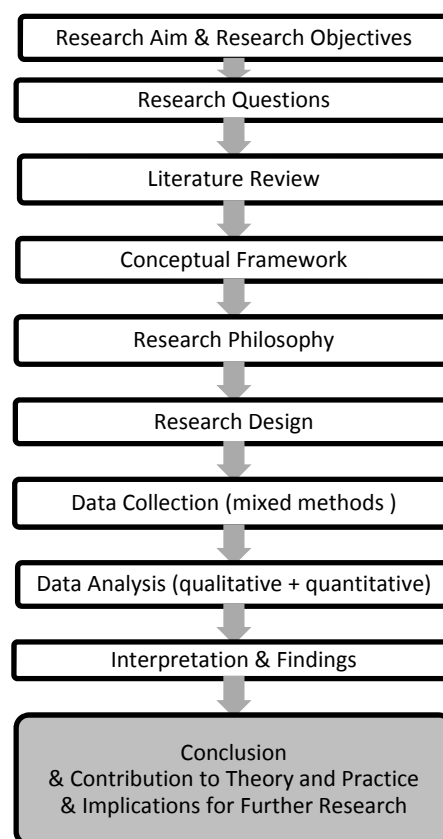 Research Aim & Research Objectives
Research Questions
Literature Review
Conceptual Framework
Research Philosophy
Research Design
Data Collection (mixed methods )
Data Analysis (qualitative + quantitative)
Interpretation & Findings
Conclusion
& Contribution to Theory and Practice
& Implications for Further Research